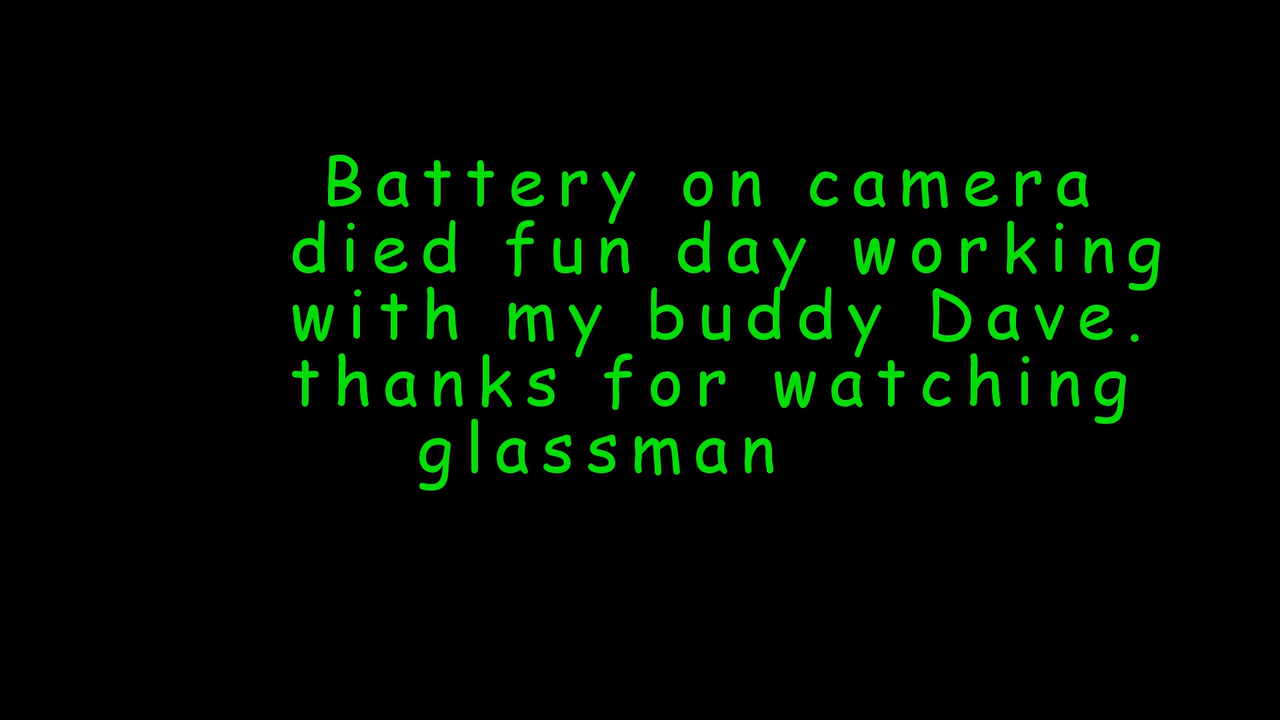 Battery on camera
died fun day working
with my buddy Dave.
thanks for watching
glassman